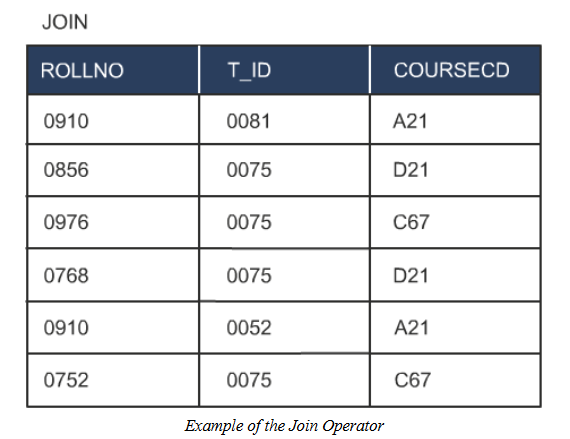 JOIN
ROLLNO T_ID COURSECD
0910 0081 A21
0856 0075 D21
0976 0075 C67
0768 0075 D21
0910 0052 A21
0752 0075 C67
Example of the Join Operator